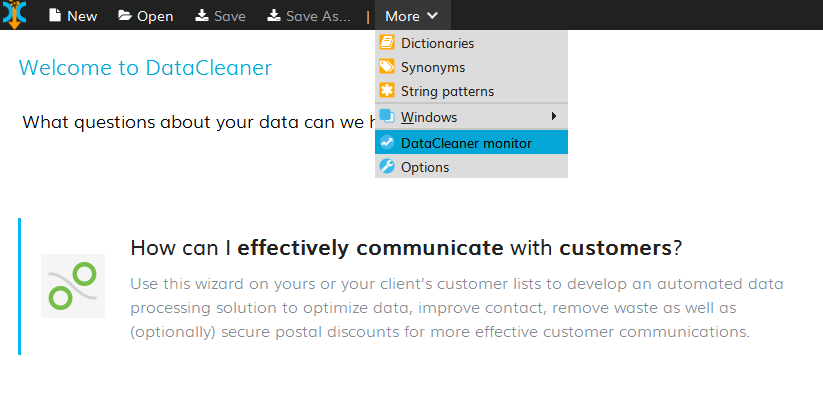 New Open Save Save As... | More
Dictionaries
Synonyms
String patterns
Windows
DataCleaner monitor
Options
Welcome to DataCleaner
What questions about your data can we h
How can I effectively communicate with customers?
Use this wizard on yours or your client's customer lists to develop an automated data
processing solution to optimize data, improve contact, remove waste as well as
(optionally) secure postal discounts for more effective customer communications.